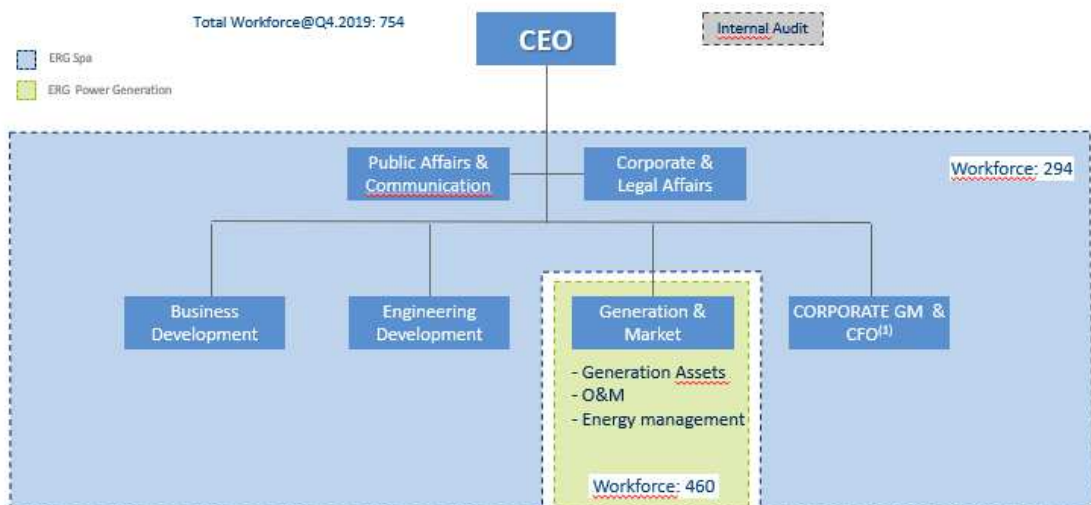 Total Workforce@Q4.2019: 754
CEO
Internal Audit
ERG Spa
ERG Power Generation
Public Affairs &
Communication
Corporate &
Legal Affairs
Workforce: 294
Business
Development
Engineering
Development
Generation &
Market
CORPORATE GM &
CFO(1)
- Generation Assets
- O&M
- Energy management
Workforce: 460